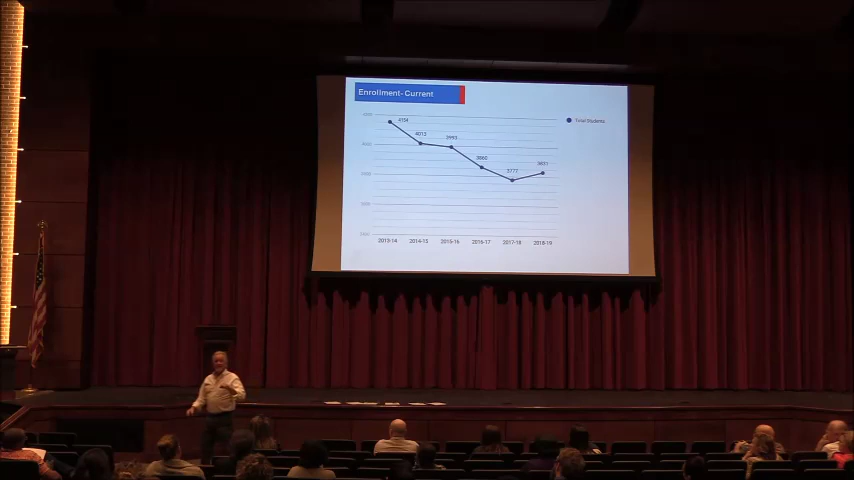 Enrollment- Current
Total Students
4154
4013
3993
3860
3777
3831
2013-14 2014-15 2015-16 2016-17 2017-18 2018-19